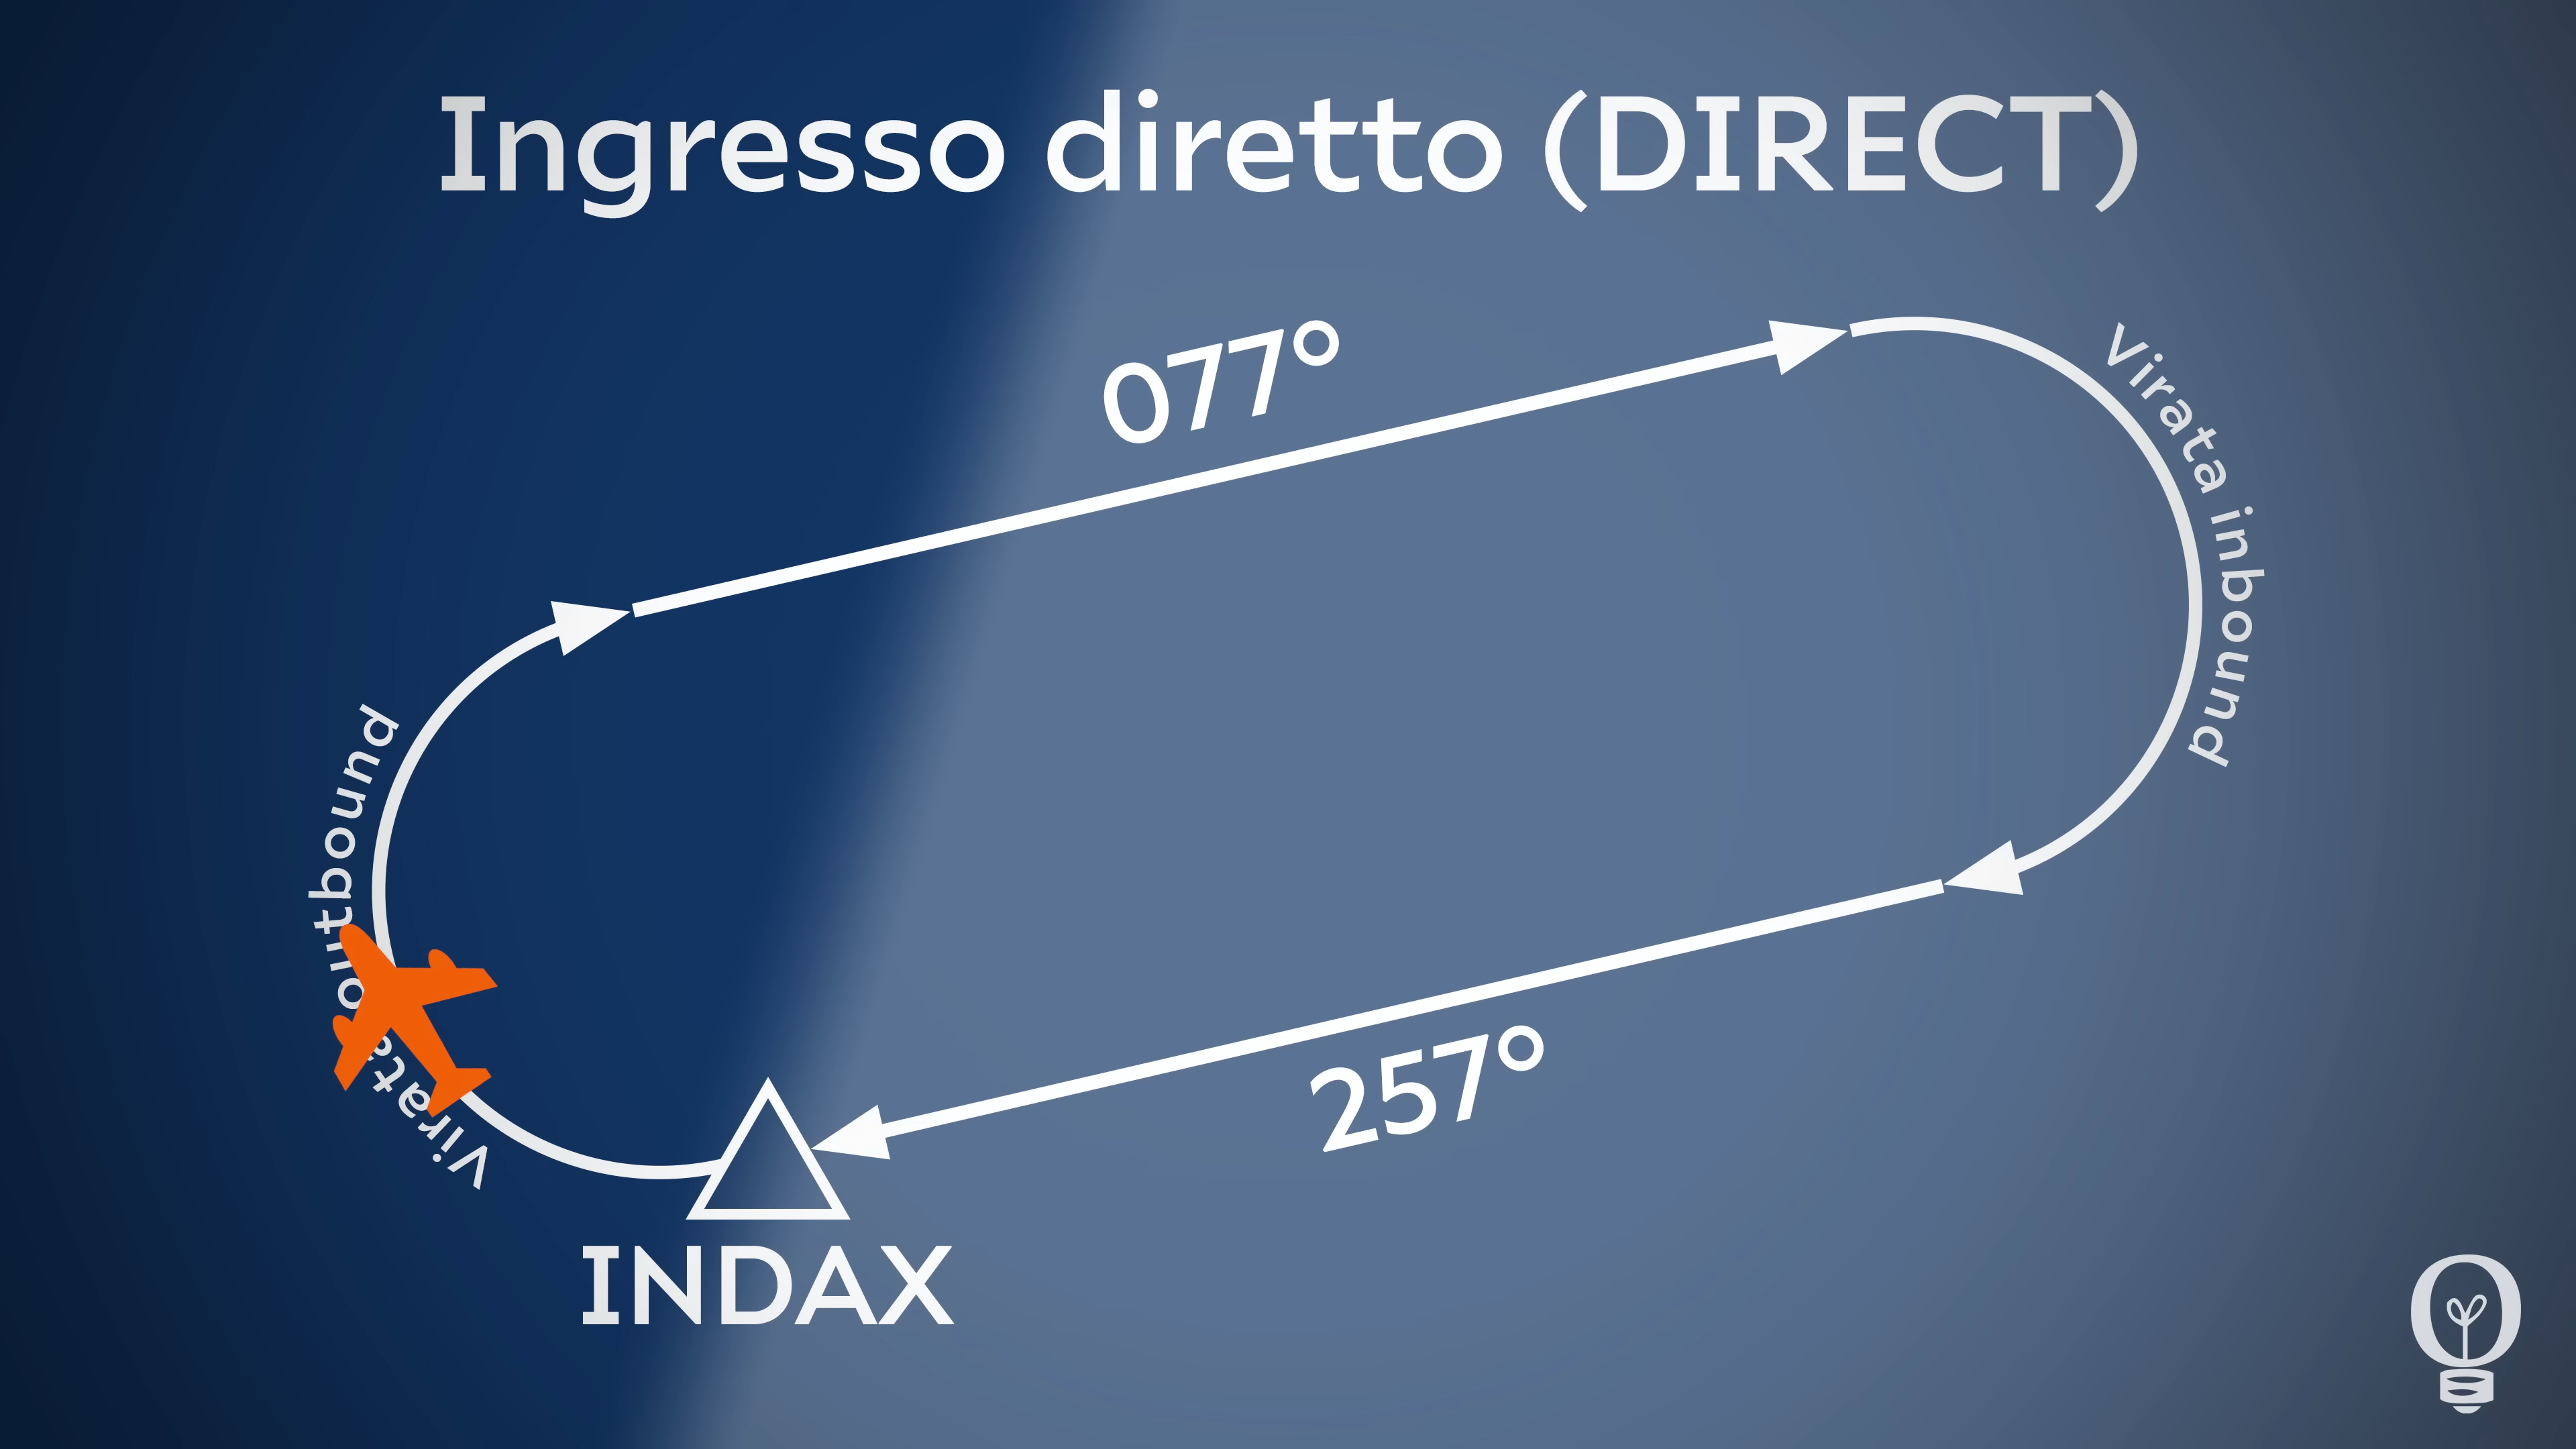 Ingresso diretto (DIRECT)
077°
Virata inbound
Virata outbound
257°
INDAX